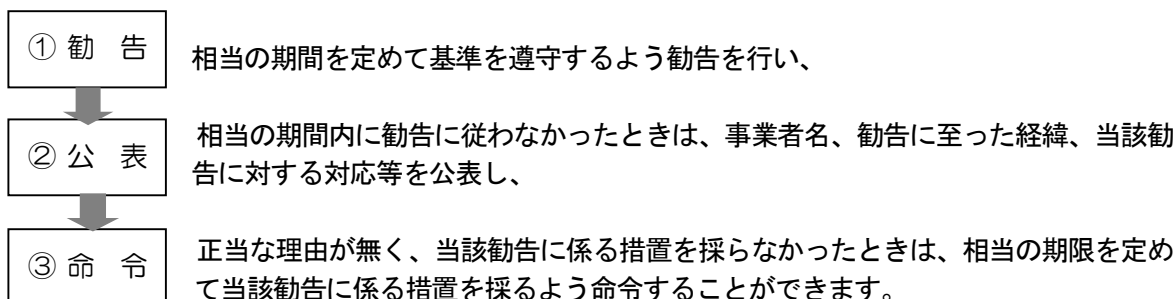 ① 勧 告
相当の期間を定めて基準を遵守するよう勧告を行い、
② 公 表
相当の期間内に勧告に従わなかったときは、事業者名、勧告に至った経緯、当該勧
告に対する対応等を公表し、
③ 命 令
正当な理由が無く、当該勧告に係る措置を採らなかったときは、相当の期限を定め
て当該勧告に係る措置を採るよう命令することができます。